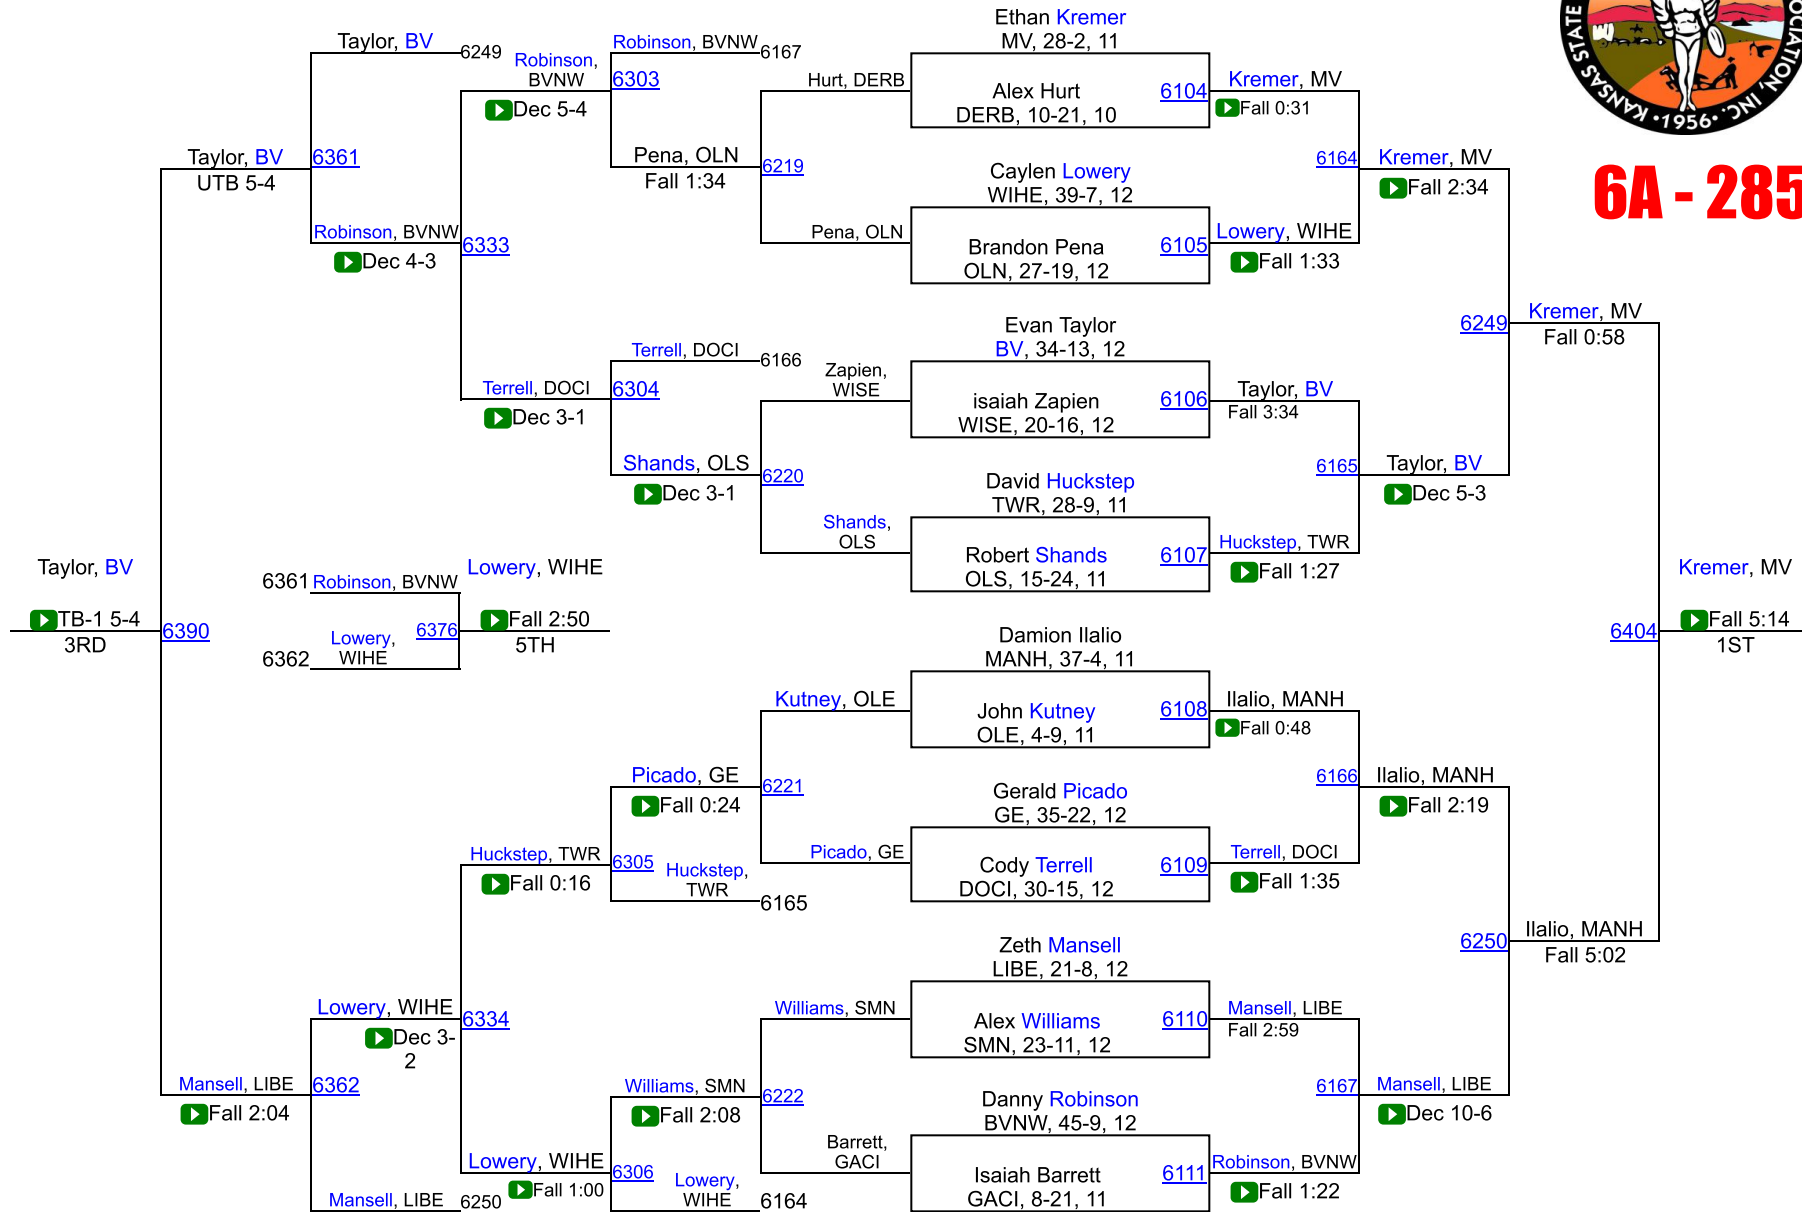 Ethan Kremer
MV, 28-2, 11
Alex Hurt
DERB, 10-21, 10
6104
Kremer, MV
Fall 0:31
Caylen Lowery
WIHE, 39-7, 12
Brandon Pena
OLN, 27-19, 12
6105
Lowery, WIHE
Fall 1:33
6164
Kremer, MV
Fall 2:34
Evan Taylor
BV, 34-13, 12
isaiah Zapien
WISE, 20-16, 12
6106
Taylor, BV
Fall 3:34
David Huckstep
TWR, 28-9, 11
Robert Shands
OLS, 15-24, 11
6107
Huckstep, TWR
Fall 1:27
6165
Taylor, BV
Dec 5-3
6249
Kremer, MV
Fall 0:58
Damion Ilalio
MANH, 37-4, 11
John Kutney
OLE, 4-9, 11
6108
Ilalio, MANH
Fall 0:48
Gerald Picado
GE, 35-22, 12
Cody Terrell
DOCI, 30-15, 12
6109
Terrell, DOCI
Fall 1:35
6166
Ilalio, MANH
Fall 2:19
Zeth Mansell
LIBE, 21-8, 12
Alex Williams
SMN, 23-11, 12
6110
Mansell, LIBE
Fall 2:59
Danny Robinson
BVNW, 45-9, 12
Isaiah Barrett
GACI, 8-21, 11
6111
Robinson, BVNW
Fall 1:22
6167
Mansell, LIBE
Dec 10-6
6250
Ilalio, MANH
Fall 5:02
6404
Kremer, MV
Fall 5:14
1ST
Hurt, DERB
Pena, OLN
6219
Pena, OLN
Fall 1:34
Robinson, BVNW
6167
6303
Robinson,
BVNW
Dec 5-4
Zapien,
WISE
Shands,
OLS
6220
Shands, OLS
Dec 3-1
Terrell, DOCI
6166
6304
Terrell, DOCI
Dec 3-1
6333
Robinson, BVNW
Dec 4-3
Taylor, BV
6249
6361
Taylor, BV
UTB 5-4
Kutney, OLE
Picado, GE
6221
Picado, GE
Fall 0:24
Huckstep,
TWR
6165
6305
Huckstep, TWR
Fall 0:16
Williams, SMN
Barrett,
GACI
6222
Williams, SMN
Fall 2:08
Lowery,
WIHE
6164
6306
Lowery, WIHE
Fall 1:00
6334
Lowery, WIHE
Dec 3-
2
Mansell, LIBE
6250
6362
Mansell, LIBE
Fall 2:04
6390
Taylor, BV
TB-1 5-4
3RD
6361
Robinson, BVNW
6362
Lowery,
WIHE
6376
Lowery, WIHE
Fall 2:50
5TH
KANSAS STATE
OCIATION, INC.
•1956•
6A - 285